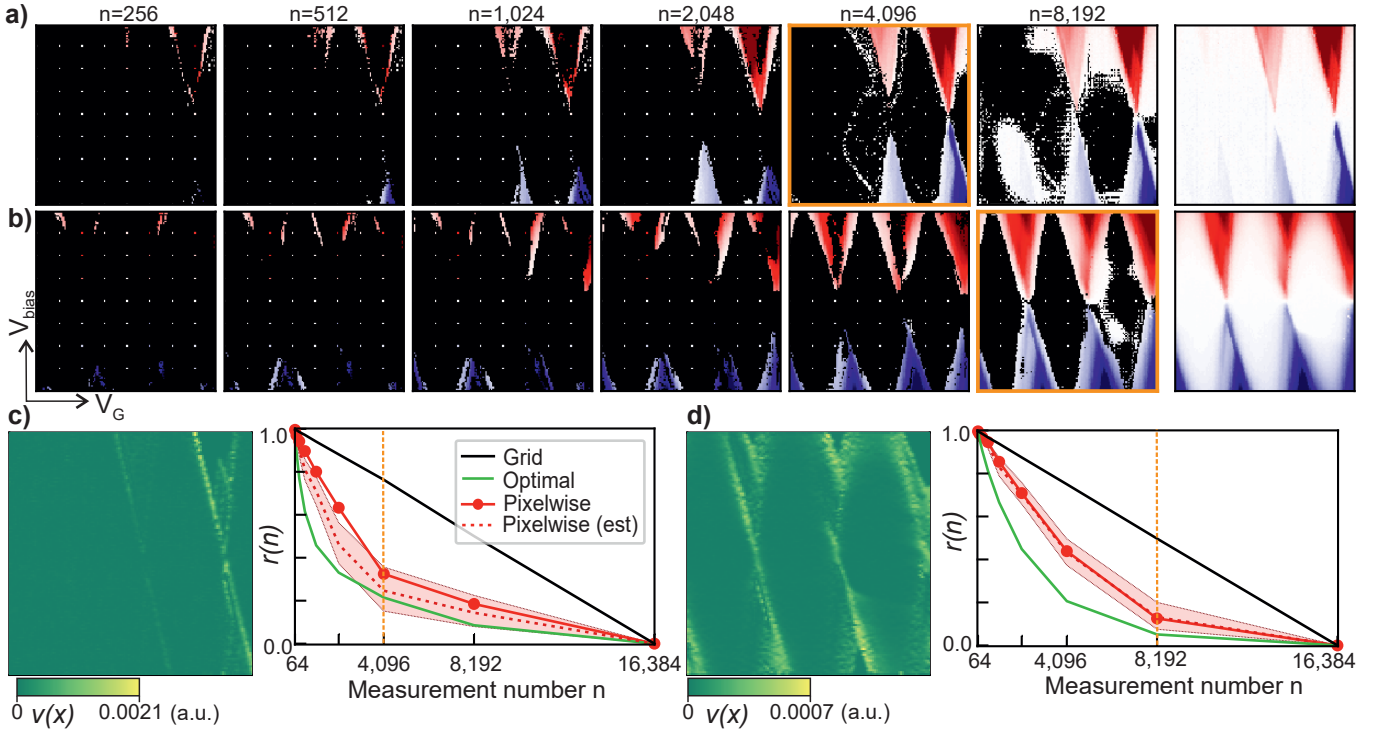 a) n=256 n=512 n=1,024 n=2,048 n=4,096 n=8,192
b)
V_bias
V_G
c)
d)
1.0
r(n)
0.0
Grid
Optimal
Pixelwise
Pixelwise (est)
64 4,096 8,192 16,384
Measurement number n
0 v(x) 0.0021 (a.u.)
1.0
r(n)
0.0
64 4,096 8,192 16,384
Measurement number n
0 v(x) 0.0007 (a.u.)